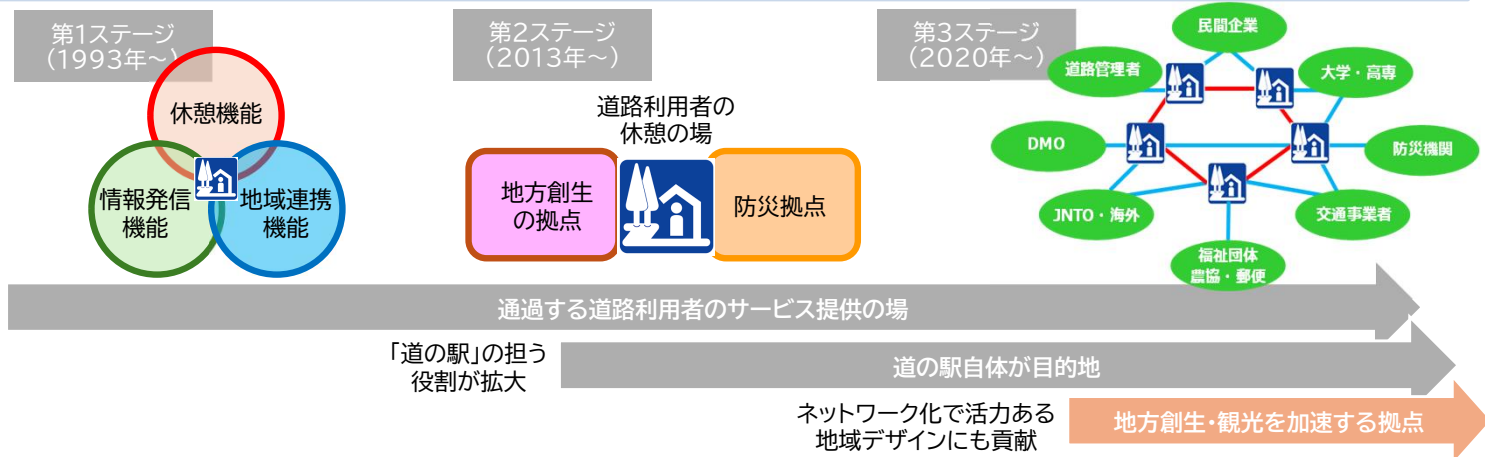 第1ステージ
（1993年～）
休憩機能
情報発信
機能
地域連携
機能
第2ステージ
（2013年～）
道路利用者の
休憩の場
地方創生
の拠点
防災拠点
第3ステージ
（2020年～）
民間企業
道路管理者
大学・高専
DMO
防災機関
JNTO・海外
交通事業者
福祉団体
農協・郵便
通過する道路利用者のサービス提供の場
「道の駅」の担う
役割が拡大
道の駅自体が目的地
ネットワーク化で活力ある
地域デザインにも貢献
地方創生・観光を加速する拠点